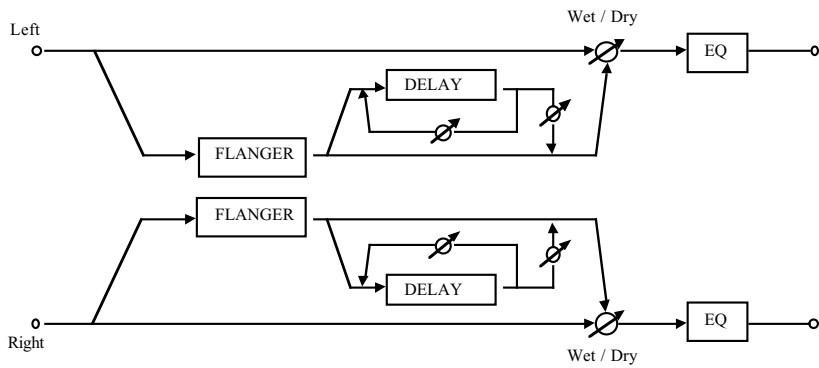 Wet / Dry
Left
EQ
DELAY
FLANGER
FLANGER
DELAY
EQ
Right
Wet / Dry